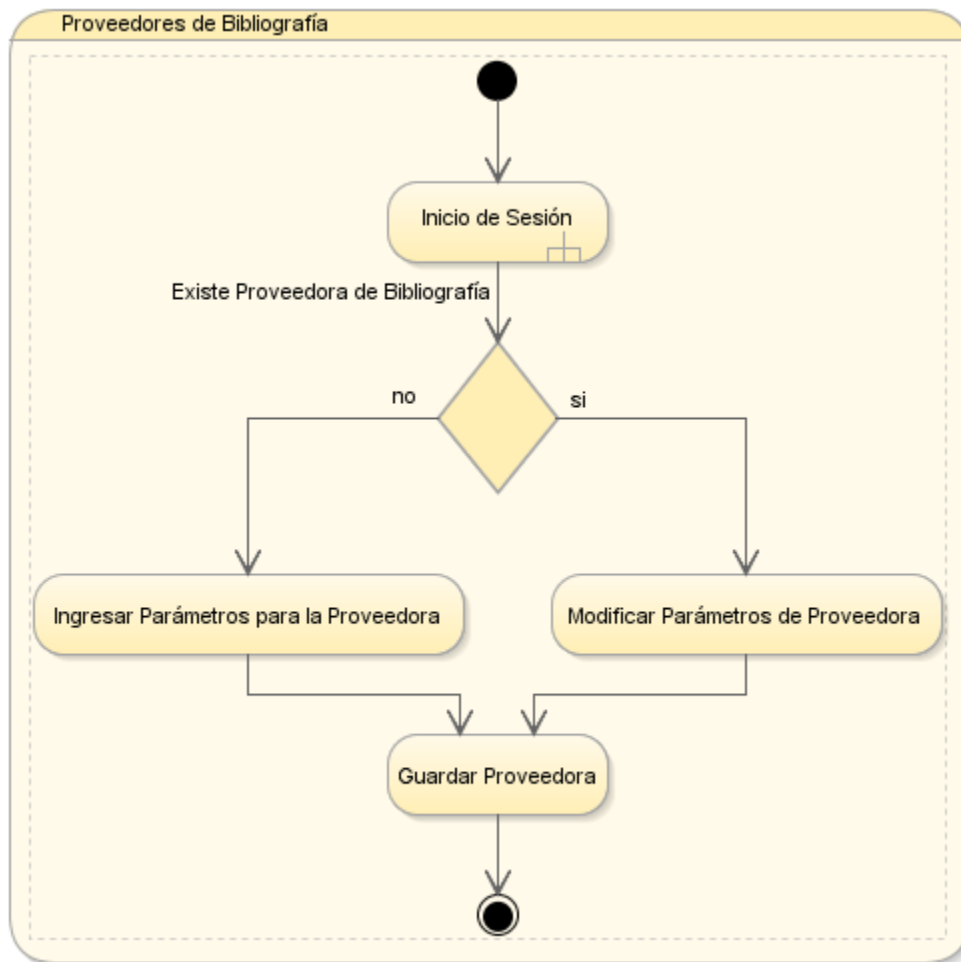 Proveedores de Bibliografía
Inicio de Sesión
Existe Proveedora de Bibliografía
no
si
Ingresar Parámetros para la Proveedora
Modificar Parámetros de Proveedora
Guardar Proveedora